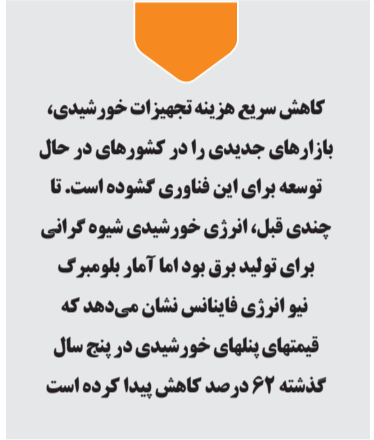 کاهش سریع هزینه تجهیزات خورشیدی،
بازارهای جدیدی را در کشورهای در حال
توسعه برای این فناوری گشوده است. تا
چندی قبل، انرژی خورشیدی شیوه گرانی
برای تولید برق بود اما آمار بلومبرگ
نیو انرژی فاینانس نشان می‌دهد که
قیمتهای پنلهای خورشیدی در پنج سال
گذشته ۶۲ درصد کاهش پیدا کرده است